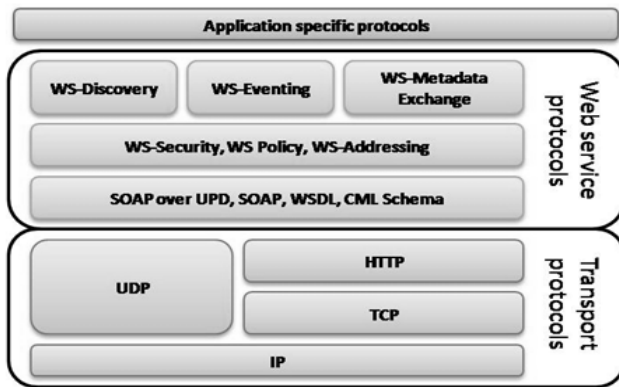 Application specific protocols
WS-Discovery
WS-Eventing
WS-Metadata
Exchange
WS-Security, WS Policy, WS-Addressing
SOAP over UPD, SOAP, WSDL, CML Schema
Web service
protocols
UDP
HTTP
TCP
IP
Transport
protocols